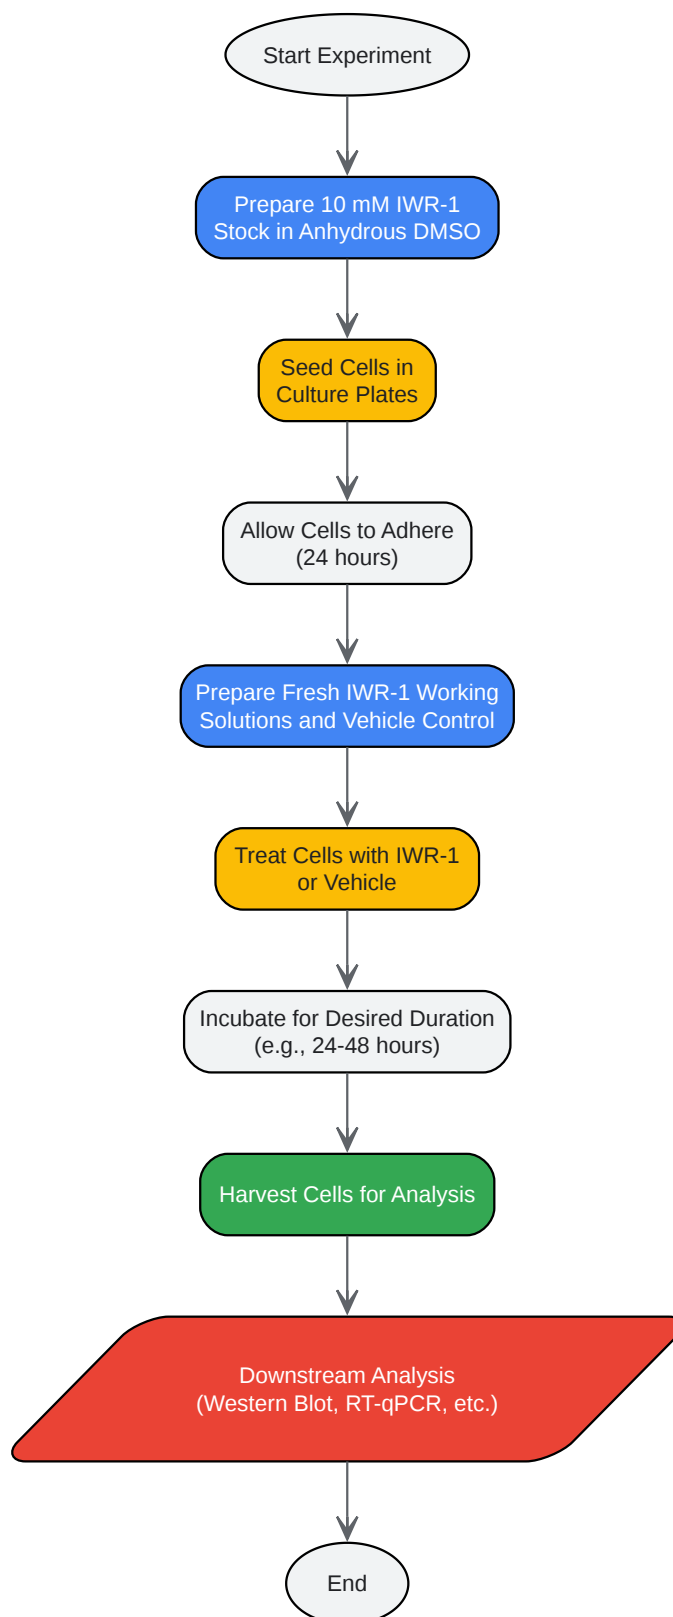 Start Experiment
Prepare 10 mM IWR-1
Stock in Anhydrous DMSO
Seed Cells in
Culture Plates
Allow Cells to Adhere
(24 hours)
Prepare Fresh IWR-1 Working
Solutions and Vehicle Control
Treat Cells with IWR-1
or Vehicle
Incubate for Desired Duration
(e.g., 24-48 hours)
Harvest Cells for Analysis
Downstream Analysis
(Western Blot, RT-qPCR, etc.)
End